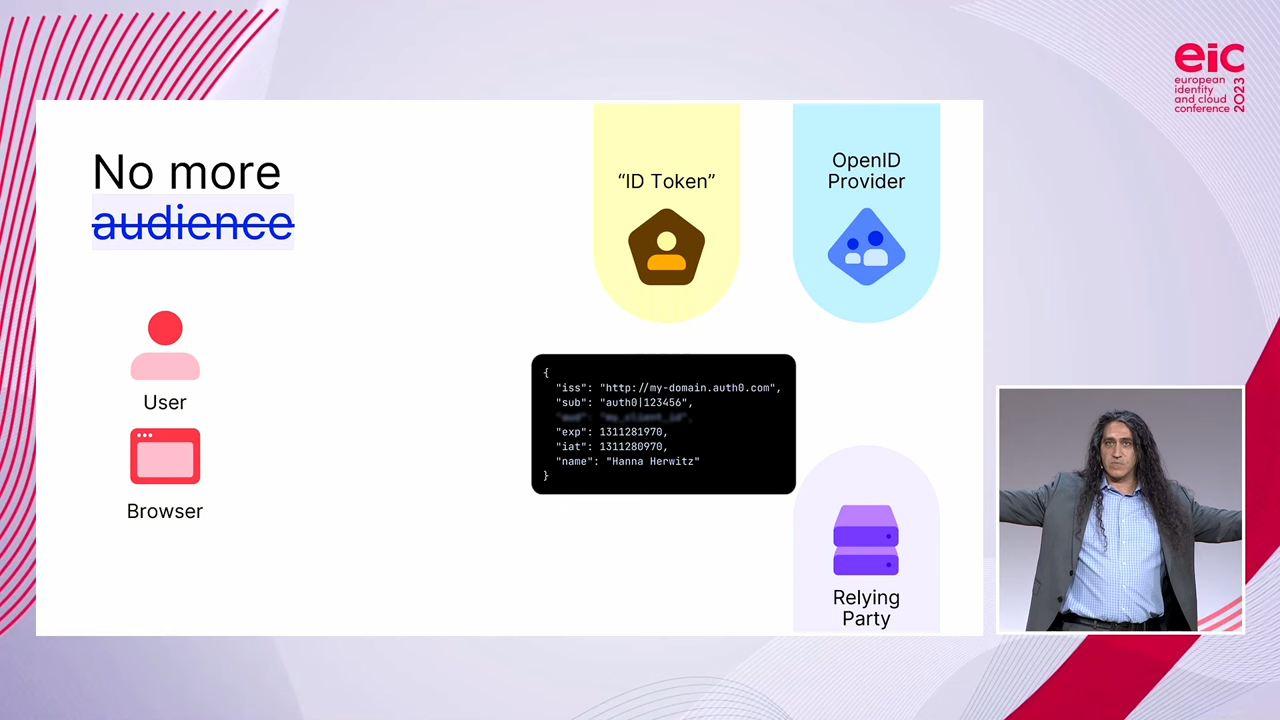 No more
audience
User
Browser
“ID Token”
OpenID
Provider
{
"iss": "http://my-domain.auth0.com",
"sub": "auth0|123456",
"exp": 1311281970,
"iat": 1311280970,
"name": "Hanna Herwitz"
}
Relying
Party
eic
european
identity
and cloud
conference
2023